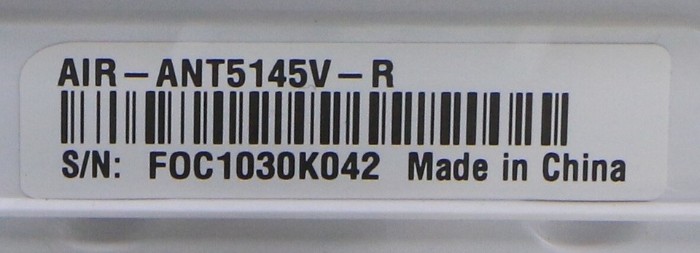 AIR-ANT5145V-R
S/N: FOC1030K042 Made in China